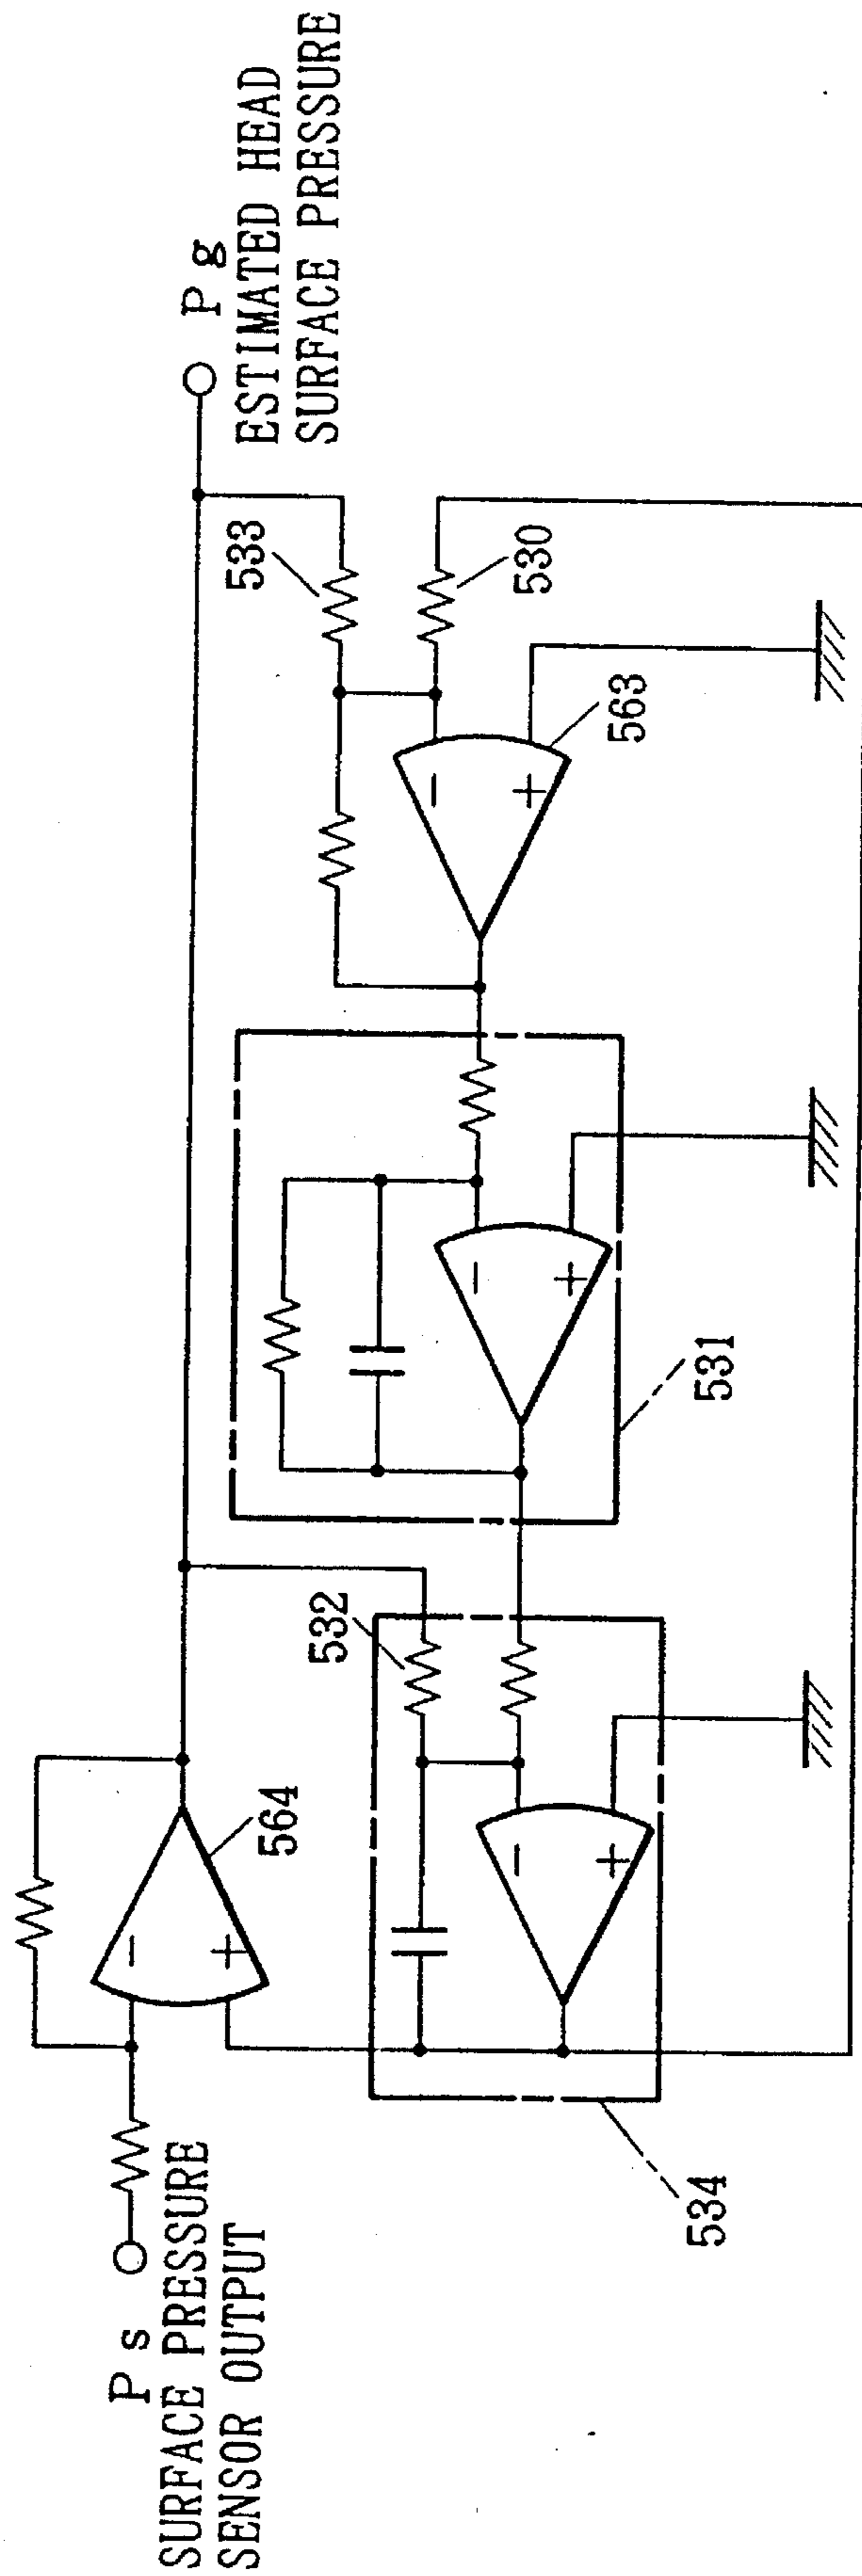 P s
SURFACE PRESSURE
SENSOR OUTPUT
564
−
+
532
534
−
+
531
−
+
533
530
563
−
+
P g
ESTIMATED HEAD
SURFACE PRESSURE